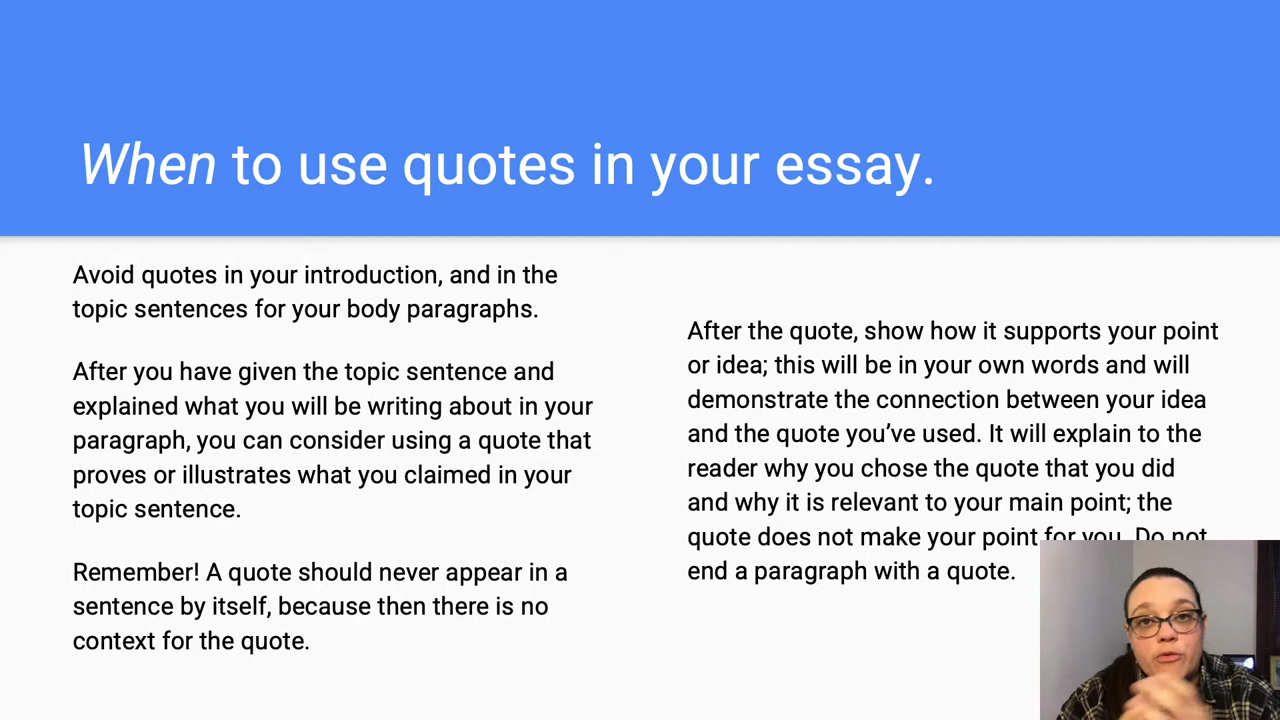 When to use quotes in your essay.
Avoid quotes in your introduction, and in the
topic sentences for your body paragraphs.
After you have given the topic sentence and
explained what you will be writing about in your
paragraph, you can consider using a quote that
proves or illustrates what you claimed in your
topic sentence.
Remember! A quote should never appear in a
sentence by itself, because then there is no
context for the quote.
After the quote, show how it supports your point
or idea; this will be in your own words and will
demonstrate the connection between your idea
and the quote you’ve used. It will explain to the
reader why you chose the quote that you did
and why it is relevant to your main point; the
quote does not make your point for you. Do not
end a paragraph with a quote.